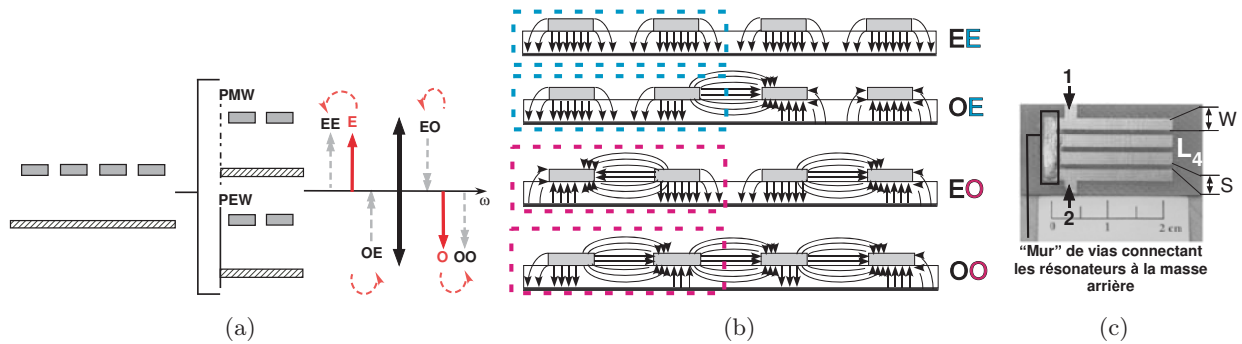 PMW
PEW
EE
E
EO
OE
O
OO
ω
(a)
EE
OE
EO
OO
(b)
1
2
W
L4
S
0 1 2 cm
“Mur” de vias connectant
les résonateurs à la masse
arrière
(c)